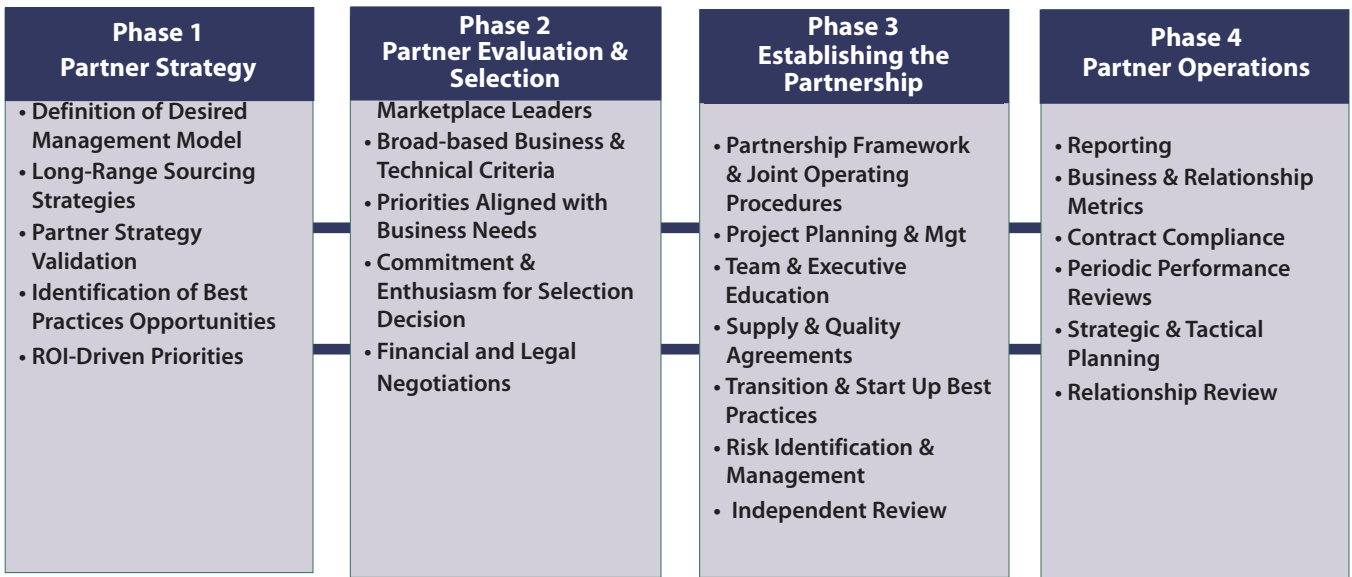 Phase 1
Partner Strategy
• Definition of Desired
Management Model
• Long-Range Sourcing
Strategies
• Partner Strategy
Validation
• Identification of Best
Practices Opportunities
• ROI-Driven Priorities
Phase 2
Partner Evaluation &
Selection
Marketplace Leaders
• Broad-based Business &
Technical Criteria
• Priorities Aligned with
Business Needs
• Commitment &
Enthusiasm for Selection
Decision
• Financial and Legal
Negotiations
Phase 3
Establishing the
Partnership
• Partnership Framework
& Joint Operating
Procedures
• Project Planning & Mgt
• Team & Executive
Education
• Supply & Quality
Agreements
• Transition & Start Up Best
Practices
• Risk Identification &
Management
• Independent Review
Phase 4
Partner Operations
• Reporting
• Business & Relationship
Metrics
• Contract Compliance
• Periodic Performance
Reviews
• Strategic & Tactical
Planning
• Relationship Review